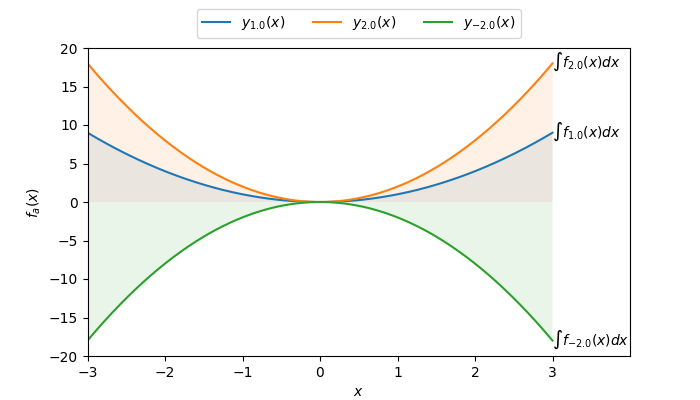 y₁.₀(x) y₂.₀(x) y₋₂.₀(x)
20
∫f₂.₀(x)dx
15
10
∫f₁.₀(x)dx
5
fₐ(x)
0
−5
−10
−15
∫f₋₂.₀(x)dx
−20
−3 −2 −1 0 1 2 3
x